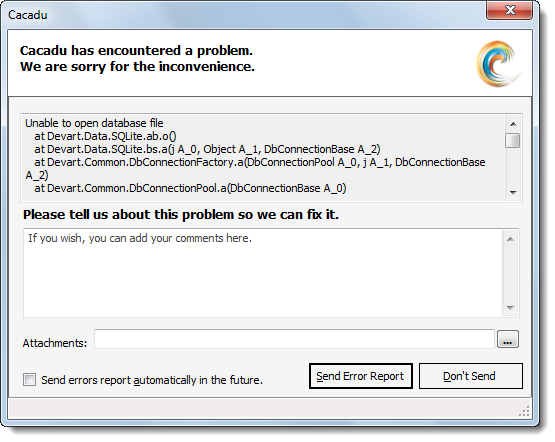 Cacadu
Cacadu has encountered a problem.
We are sorry for the inconvenience.
Unable to open database file
at Devart.Data.SQLite.ab.o()
at Devart.Data.SQLite.bs.a(j A_0, Object A_1, DbConnectionBase A_2)
at Devart.Common.DbConnectionFactory.a(DbConnectionPool A_0, j A_1, DbConnectionBase
A_2)
at Devart.Common.DbConnectionPool.a(DbConnectionBase A_0)
Please tell us about this problem so we can fix it.
If you wish, you can add your comments here.
Attachments:
...
Send errors report automatically in the future.
Send Error Report
Don't Send